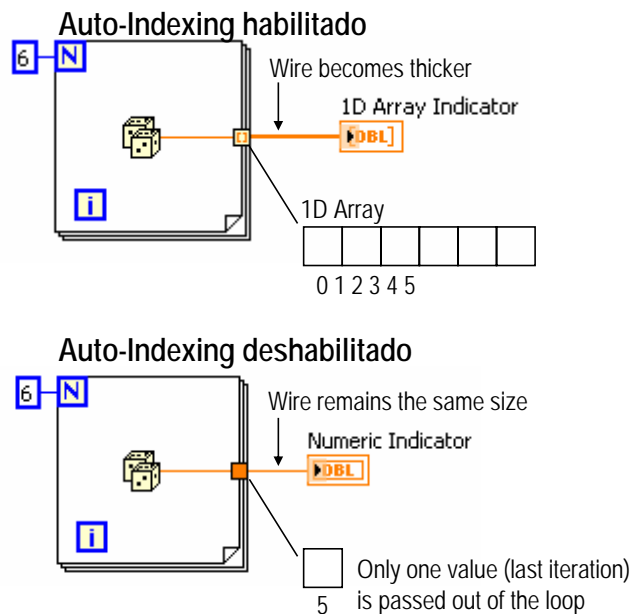 Auto-Indexing habilitado
6 N
Wire becomes thicker
1D Array Indicator
[DBL]
i
1D Array
0 1 2 3 4 5
Auto-Indexing deshabilitado
6 N
Wire remains the same size
Numeric Indicator
DBL
i
Only one value (last iteration)
5 is passed out of the loop